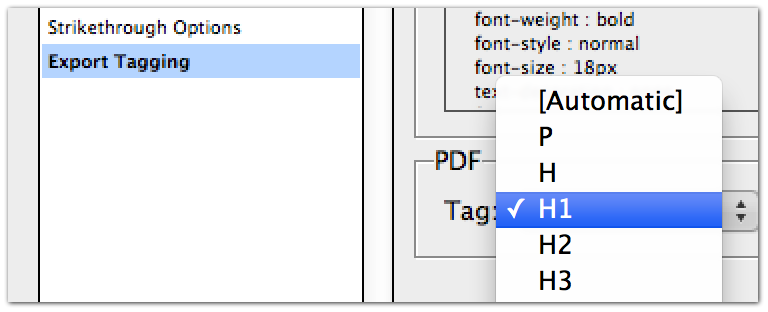 Strikethrough Options
Export Tagging
font-weight : bold
font-style : normal
font-size : 18px
[Automatic]
P
H
PDF
Tag:
✓ H1
H2
H3